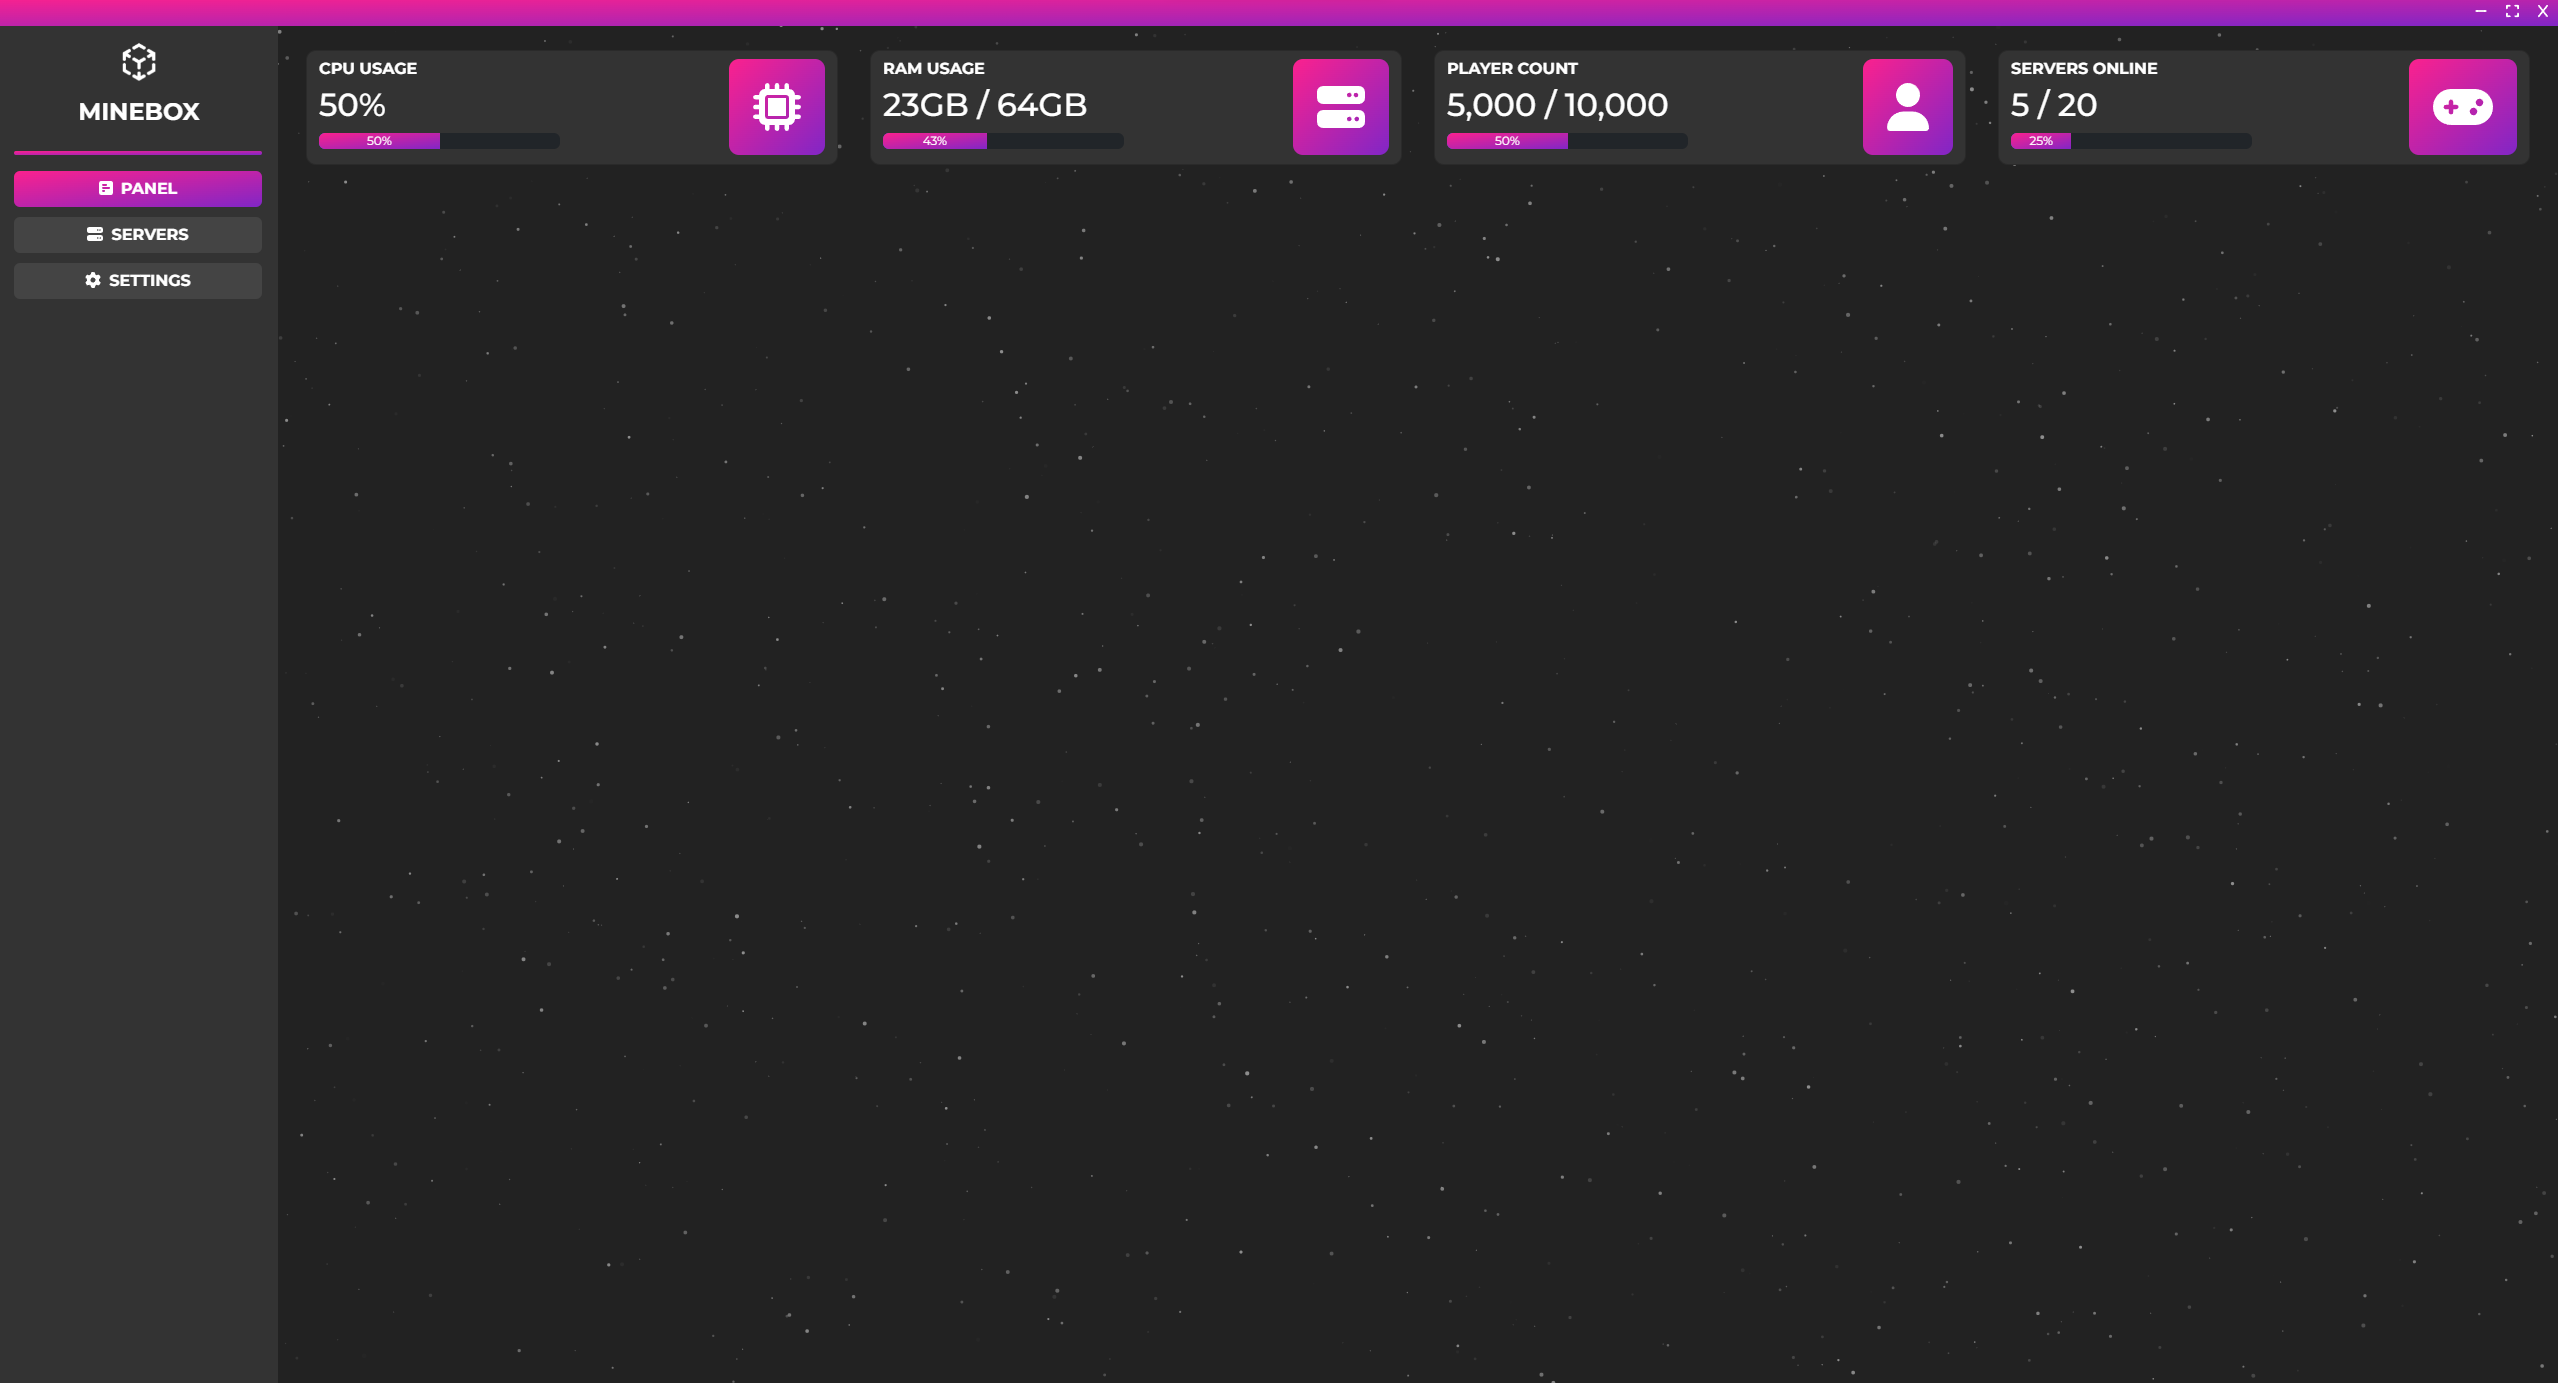 MINEBOX
PANEL
SERVERS
SETTINGS
CPU USAGE
50%
50%
RAM USAGE
23GB / 64GB
43%
PLAYER COUNT
5,000 / 10,000
50%
SERVERS ONLINE
5 / 20
25%